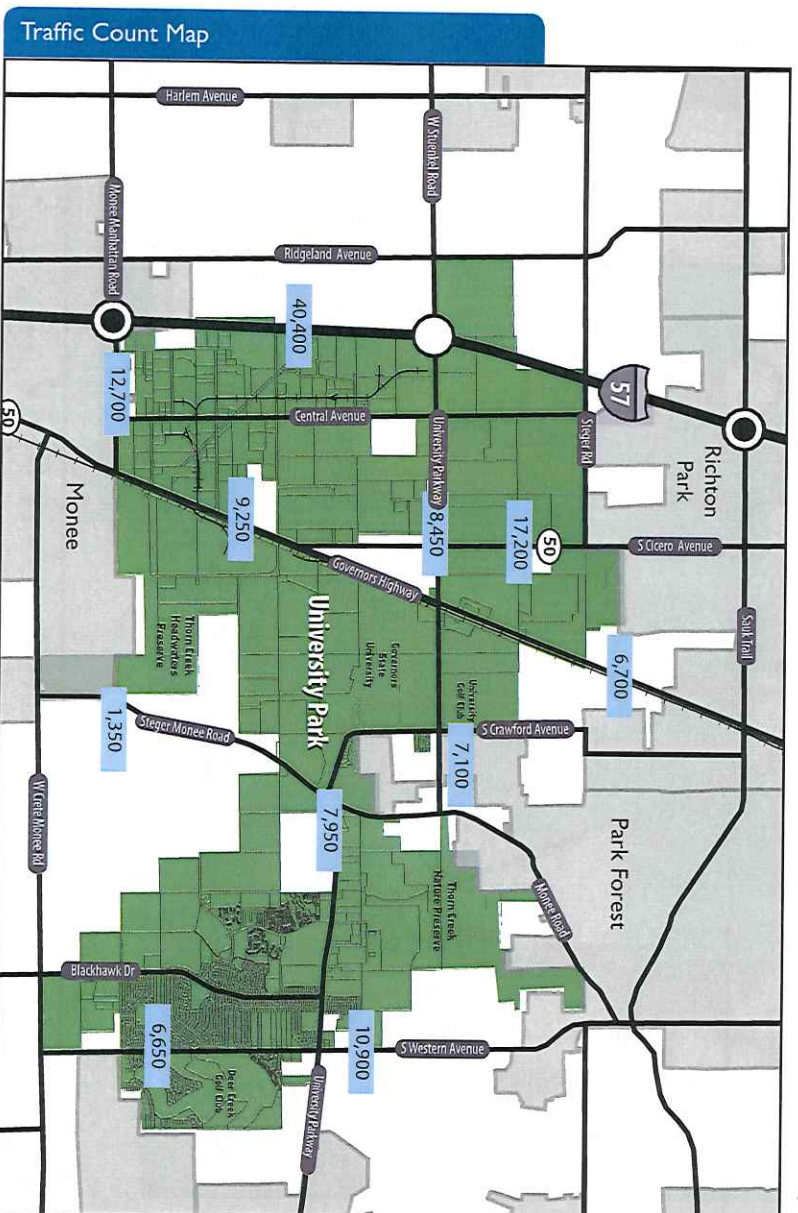 Traffic Count Map
Harlem Avenue
W Stuenkel Road
Monee Manhattan Road
Ridgeland Avenue
40,400
57
12,700
Central Avenue
University Parkway
Steger Rd
Richton
Park
50
Monee
9,250
8,450
17,200
50
S Cicero Avenue
Governors Highway
Sauk Trail
Thorn Creek
Headwaters
Preserve
University Park
Governors
State
University
University
Golf Club
6,700
1,350
Steger Monee Road
S Crawford Avenue
7,100
W Crete Monee Rd
7,950
Park Forest
Thorn Creek
Nature Preserve
Monee Road
Blackhawk Dr
6,650
10,900
S Western Avenue
Deer Creek
Golf Club
University Parkway